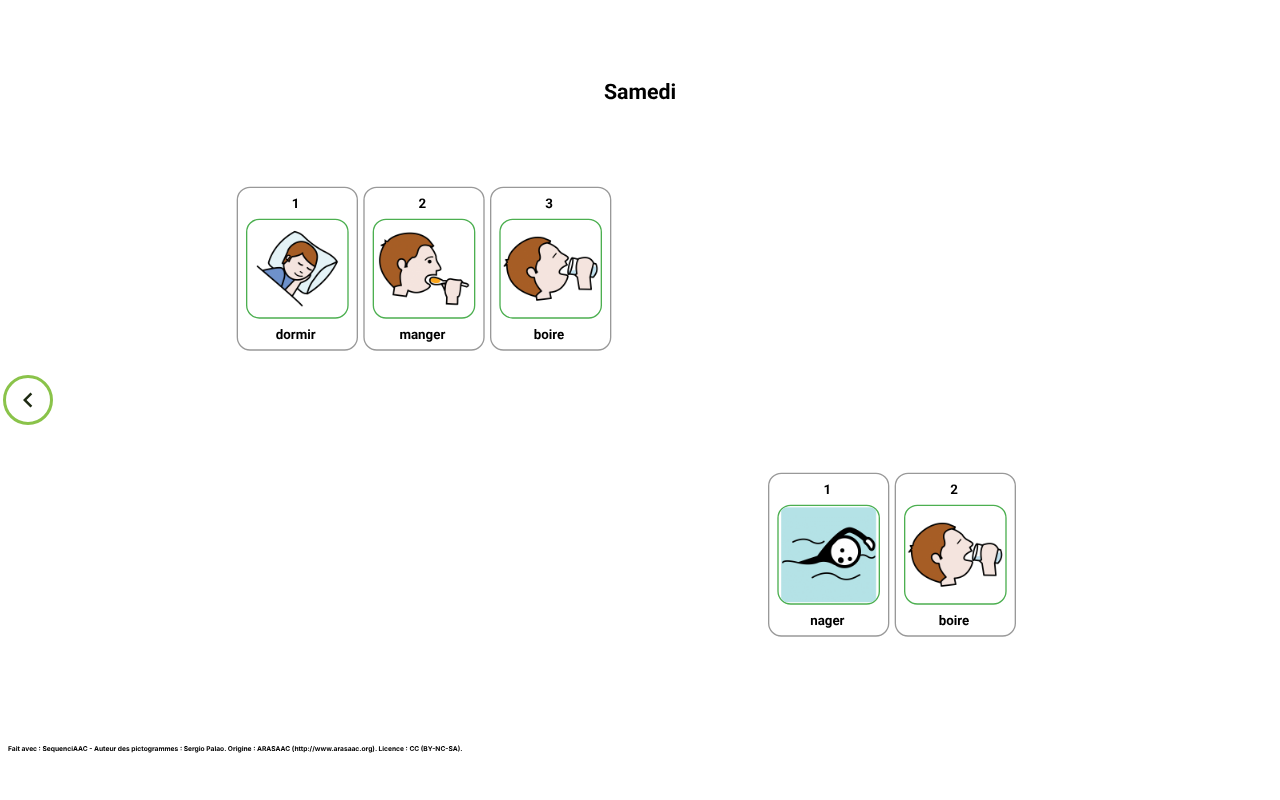 Samedi
1 2 3
dormir manger boire
1 2
nager boire
Fait avec : SequenciAAC - Auteur des pictogrammes : Sergio Palao. Origine : ARASAAC (http://www.arasaac.org). Licence : CC (BY-NC-SA).